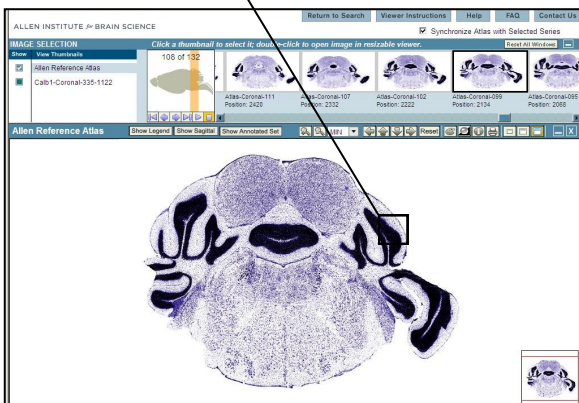 Return to Search Viewer Instructions Help FAQ Contact Us
ALLEN INSTITUTE for BRAIN SCIENCE
Synchronize Atlas with Selected Series
IMAGE SELECTION Click a thumbnail to select it; double-click to open image in resizable viewer. Reset All Windows
Show View Thumbnails
Allen Reference Atlas
Calb1-Coronal-335-1122
108 of 132
Atlas-Coronal-111 Atlas-Coronal-107 Atlas-Coronal-102 Atlas-Coronal-099 Atlas-Coronal-095
Position: 2420 Position: 2332 Position: 2222 Position: 2134 Position: 2068
Allen Reference Atlas Show Legend Show Sagittal Show Annotated Set MIN Reset X